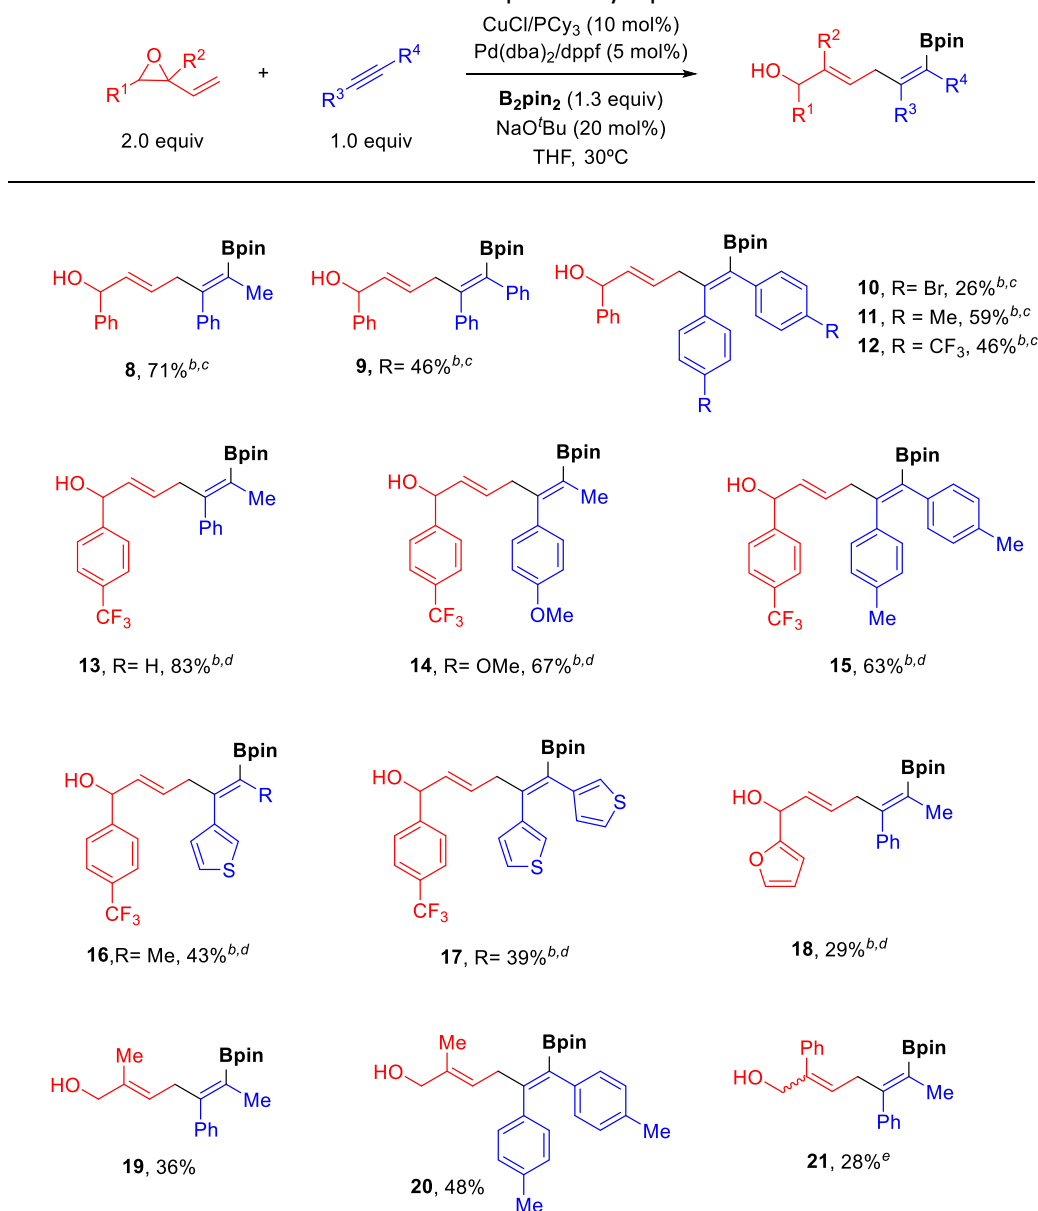 CuCl/PCy3 (10 mol%)
Pd(dba)2/dppf (5 mol%)
O
R2
R1
+
R4
R3
B2pin2 (1.3 equiv)
NaOtBu (20 mol%)
THF, 30ºC
2.0 equiv
1.0 equiv
R2
Bpin
HO
R4
R1
R3
Bpin
HO
Me
Ph
Ph
8, 71%b,c
Bpin
HO
Ph
Ph
Ph
9, R= 46%b,c
Bpin
HO
Ph
R
R
10, R= Br, 26%b,c
11, R = Me, 59%b,c
12, R = CF3, 46%b,c
Bpin
HO
Me
Ph
CF3
13, R= H, 83%b,d
Bpin
HO
Me
CF3
OMe
14, R= OMe, 67%b,d
Bpin
HO
Me
CF3
Me
15, 63%b,d
Bpin
HO
R
S
CF3
16,R= Me, 43%b,d
Bpin
HO
S
S
CF3
17, R= 39%b,d
Bpin
HO
Me
Ph
O
18, 29%b,d
Me
Bpin
HO
Me
Ph
19, 36%
Me
Bpin
HO
Me
Me
20, 48%
Ph
Bpin
HO
Me
Ph
21, 28%e